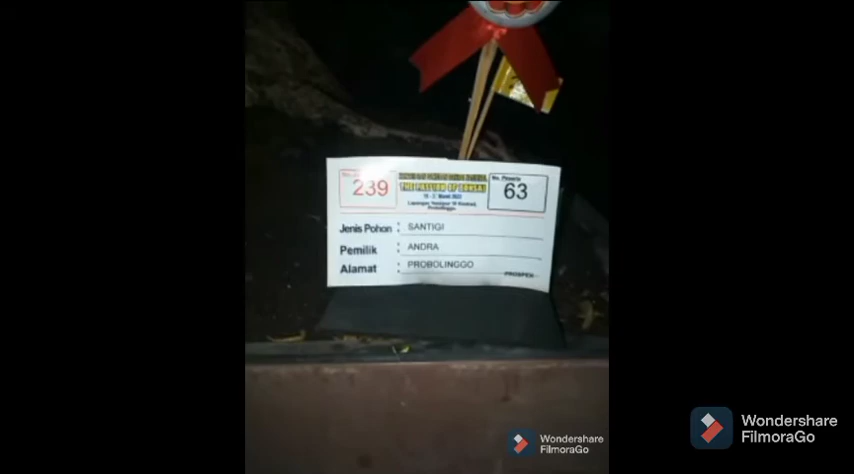 239
THE PASSION OF BONSAI
No. Peserta
63
Jenis Pohon : SANTIGI
Pemilik : ANDRA
Alamat : PROBOLINGGO
PROSPEK
Wondershare
FilmoraGo
Wondershare
FilmoraGo